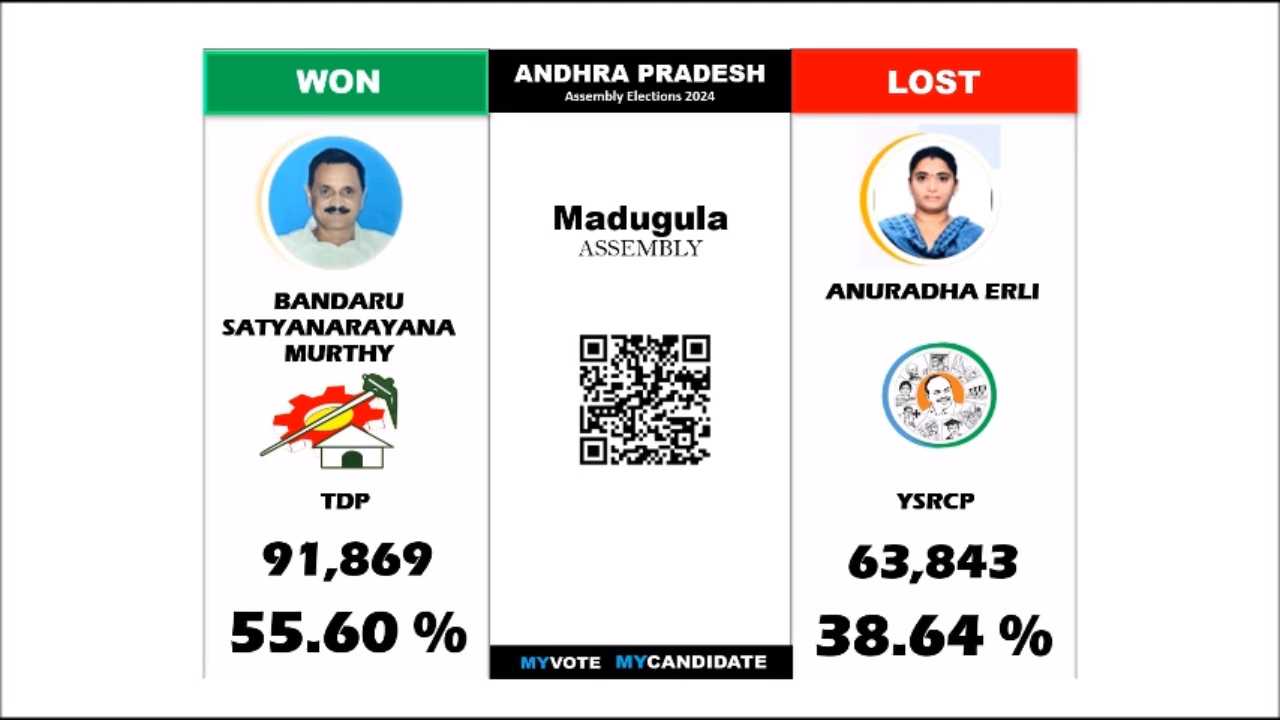 WON
BANDARU
SATYANARAYANA
MURTHY
TDP
91,869
55.60 %
ANDHRA PRADESH
Assembly Elections 2024
Madugula
ASSEMBLY
MYVOTE MYCANDIDATE
LOST
ANURADHA ERLI
YSRCP
63,843
38.64 %